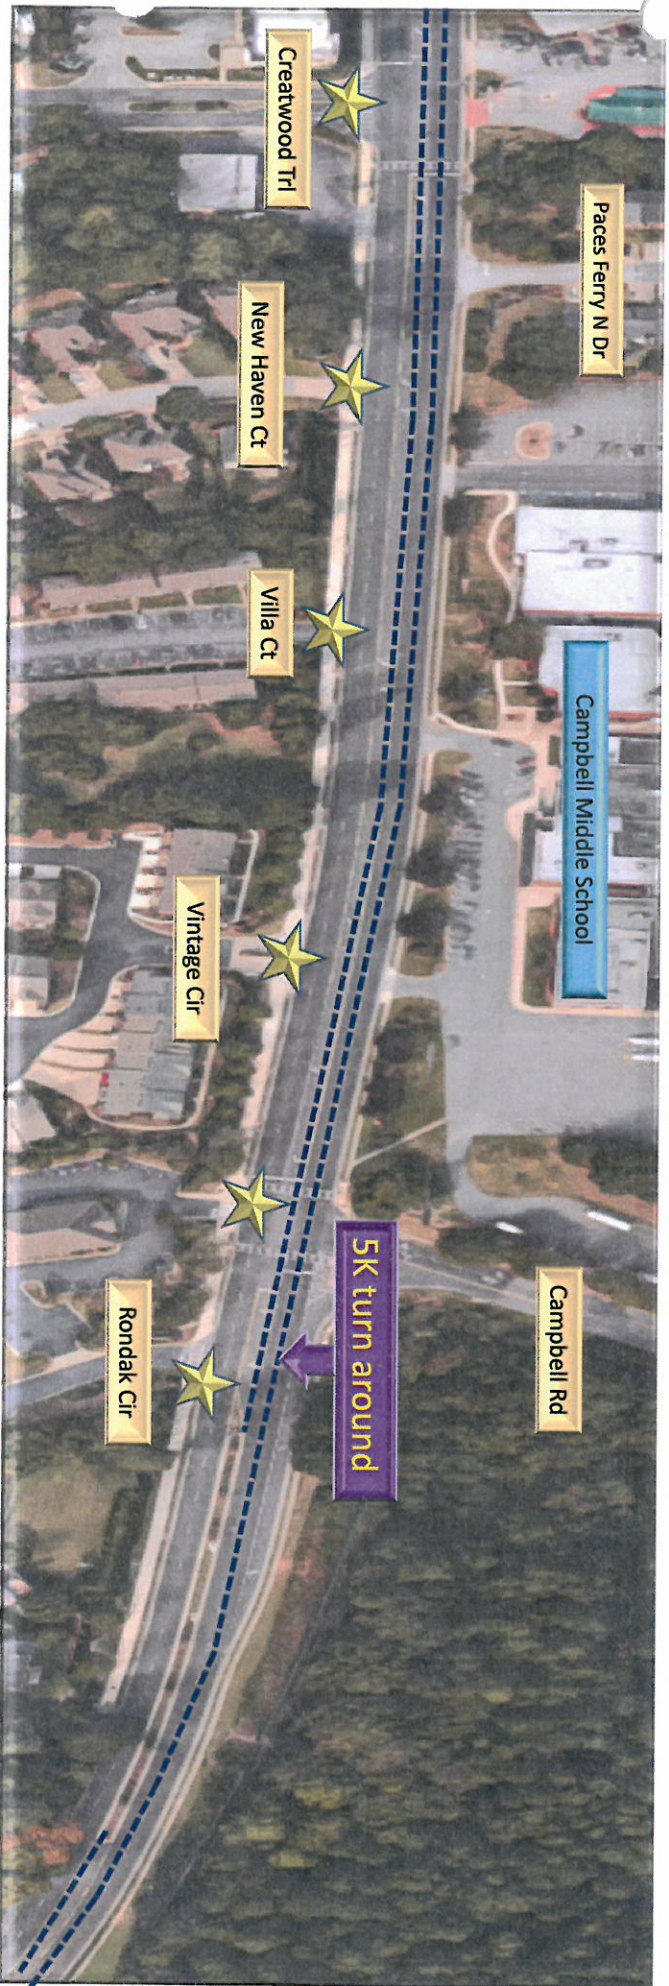 Creatwood Trl
Paces Ferry N Dr
New Haven Ct
Villa Ct
Campbell Middle School
Vintage Cir
5K turn around
Campbell Rd
Rondak Cir